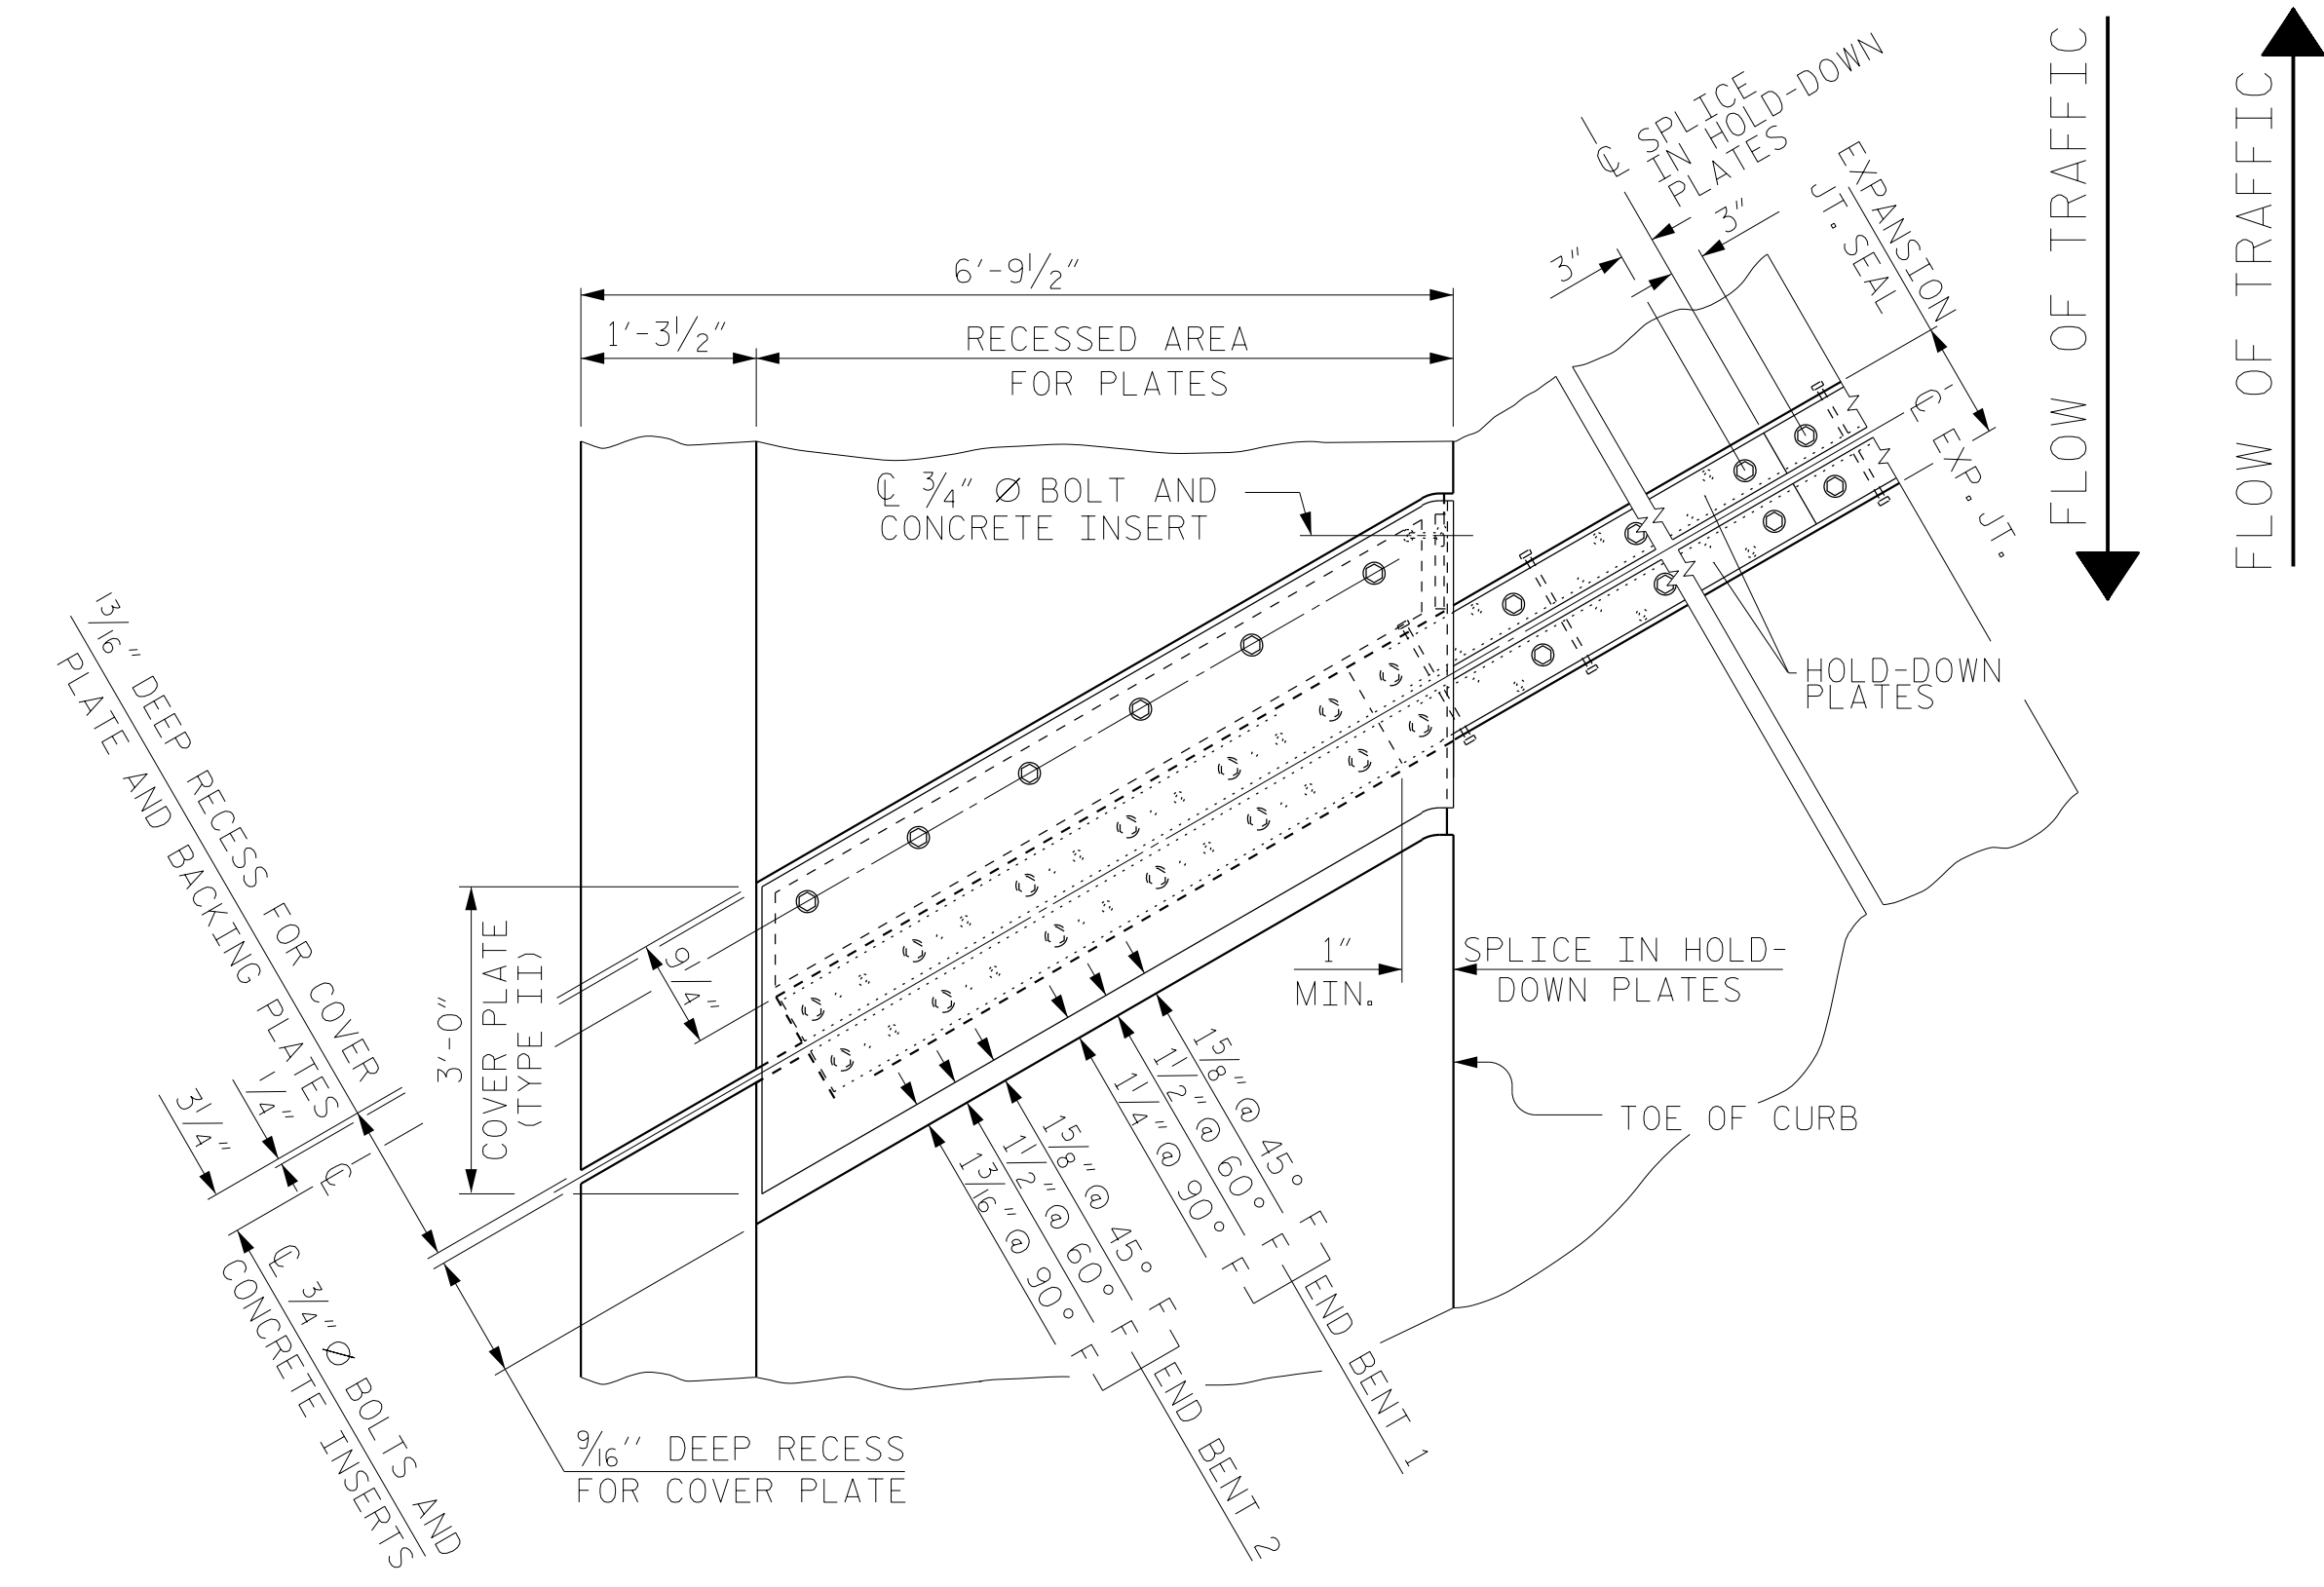 ℄ SPLICE
IN HOLD-DOWN
PLATES
3"
3"
EXPANSION
JT. SEAL
FLOW OF TRAFFIC
FLOW OF TRAFFIC
6'-9½"
1'-3½"
RECESSED AREA
FOR PLATES
℄ ¾" Ø BOLT AND
CONCRETE INSERT
℄ EXP. JT.
HOLD-DOWN
PLATES
13/16" DEEP RECESS FOR COVER
PLATE AND BACKING PLATES
3'-0"
COVER PLATE
(TYPE II)
9¼"
1"
MIN.
SPLICE IN HOLD-
DOWN PLATES
TOE OF CURB
3¼"
¼"
℄
℄ ¾" Ø BOLTS AND
CONCRETE INSERTS
1⅝" @ 45° F
1½" @ 60° F
1¼" @ 90° F
END BENT 1
1⅝" @ 45° F
1½" @ 60° F
13/16" @ 90° F
END BENT 2
9/16'' DEEP RECESS
FOR COVER PLATE